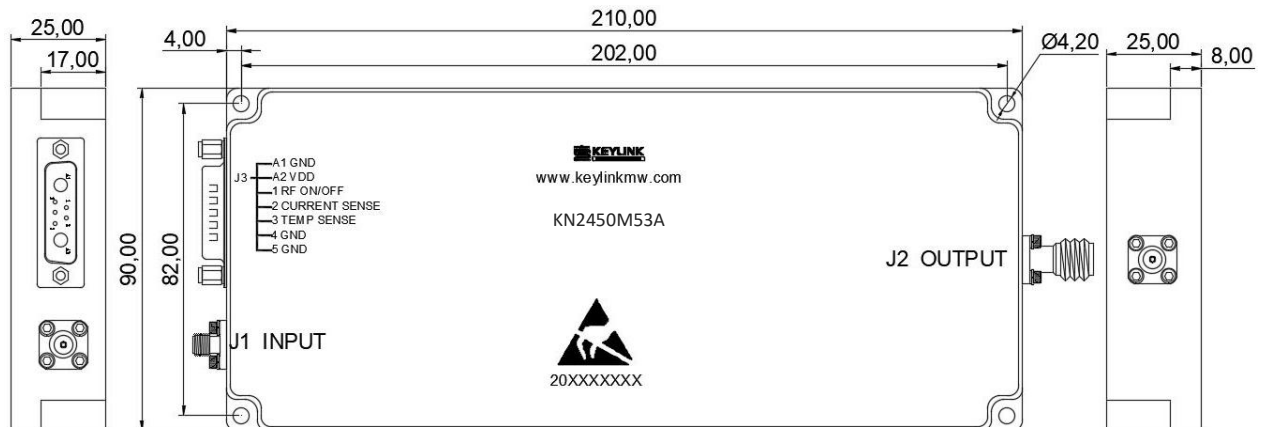 210,00
25,00
4,00
202,00
Ø4,20
25,00
17,00
8,00
KEYLINK
www.keylinkmw.com
KN2450M53A
J3
A1 GND
A2 VDD
1 RF ON/OFF
2 CURRENT SENSE
3 TEMP SENSE
4 GND
5 GND
90,00
82,00
J2 OUTPUT
J1 INPUT
20XXXXXXX